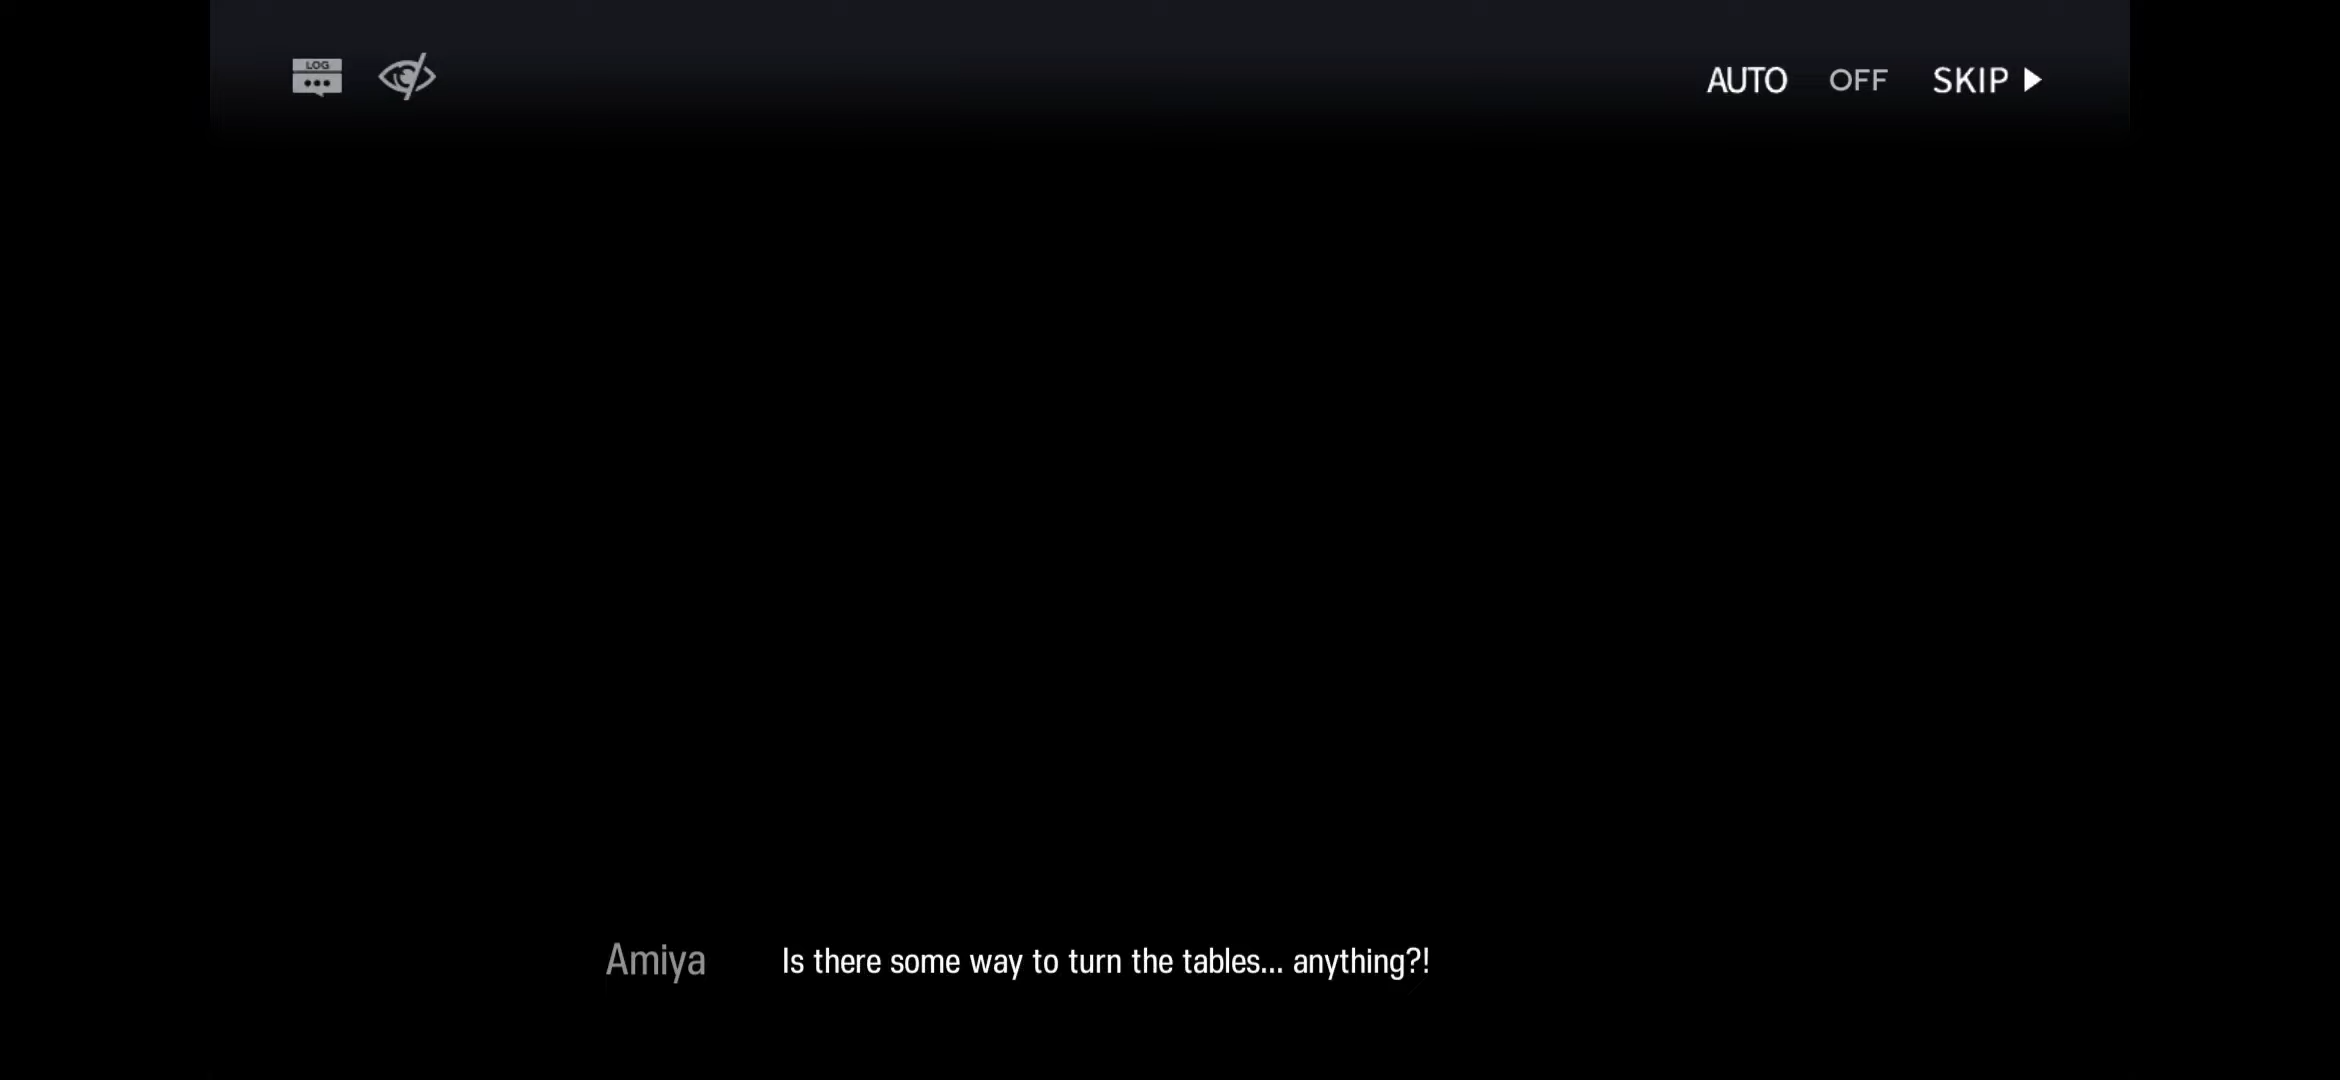 LOG
AUTO OFF SKIP
Amiya Is there some way to turn the tables... anything?!